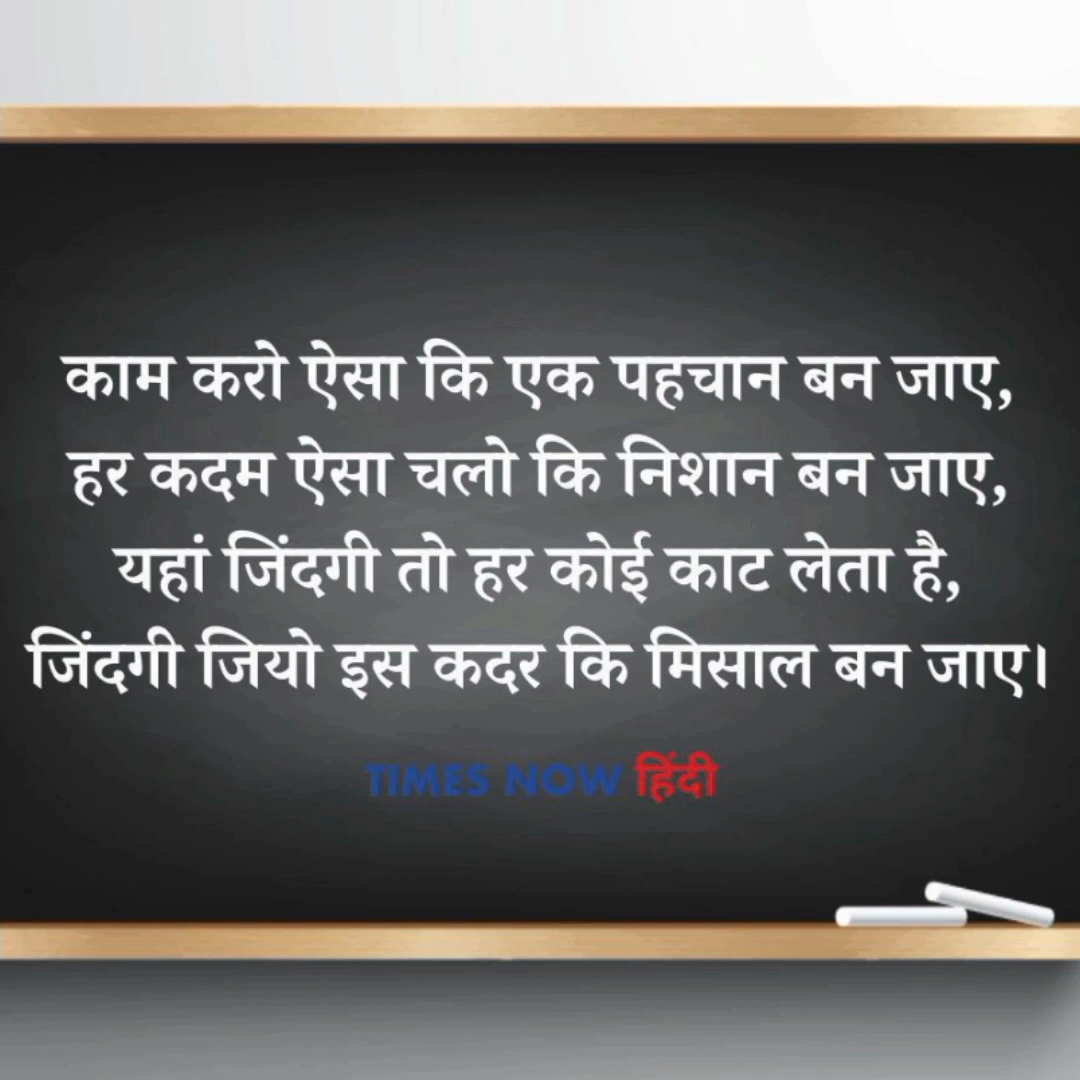 काम करो ऐसा कि एक पहचान बन जाए,
हर कदम ऐसा चलो कि निशान बन जाए,
यहां जिंदगी तो हर कोई काट लेता है,
जिंदगी जियो इस कदर कि मिसाल बन जाए।
TIMES NOW हिंदी